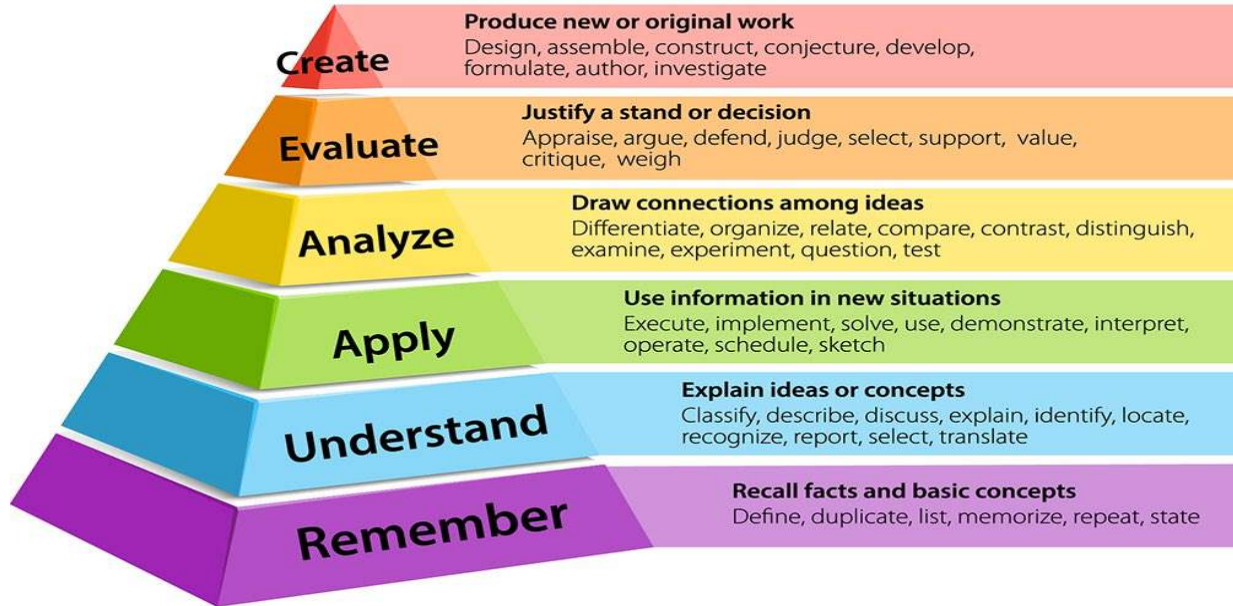 Create
Produce new or original work
Design, assemble, construct, conjecture, develop,
formulate, author, investigate
Evaluate
Justify a stand or decision
Appraise, argue, defend, judge, select, support, value,
critique, weigh
Analyze
Draw connections among ideas
Differentiate, organize, relate, compare, contrast, distinguish,
examine, experiment, question, test
Apply
Use information in new situations
Execute, implement, solve, use, demonstrate, interpret,
operate, schedule, sketch
Understand
Explain ideas or concepts
Classify, describe, discuss, explain, identify, locate,
recognize, report, select, translate
Remember
Recall facts and basic concepts
Define, duplicate, list, memorize, repeat, state